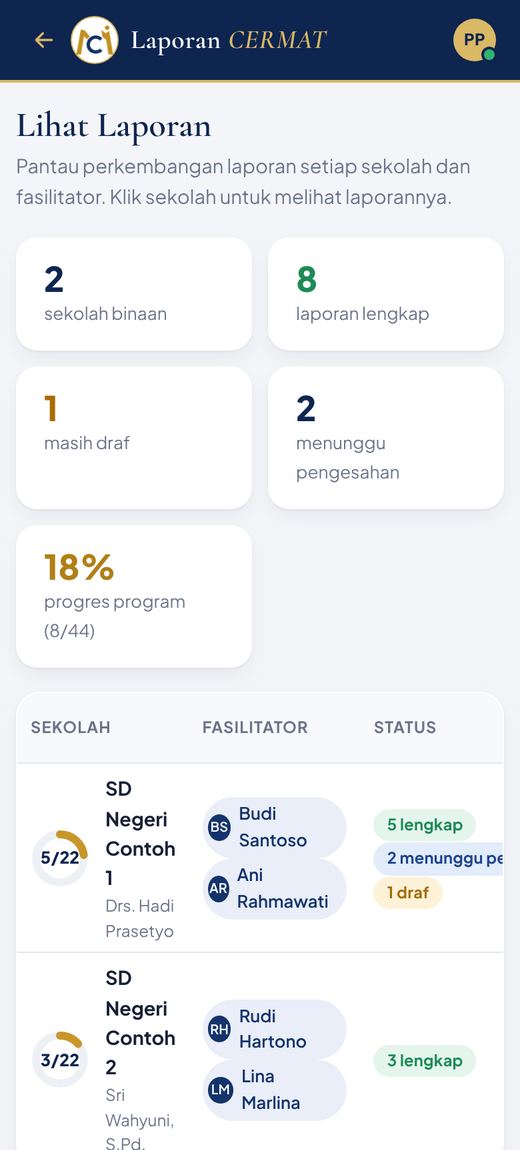 Laporan CERMAT
PP
Lihat Laporan
Pantau perkembangan laporan setiap sekolah dan
fasilitator. Klik sekolah untuk melihat laporannya.
2
sekolah binaan
8
laporan lengkap
1
masih draf
2
menunggu
pengesahan
18%
progres program
(8/44)
SEKOLAH
FASILITATOR
STATUS
5/22
SD
Negeri
Contoh
1
Drs. Hadi
Prasetyo
BS
Budi
Santoso
AR
Ani
Rahmawati
5 lengkap
2 menunggu pe
1 draf
3/22
SD
Negeri
Contoh
2
Sri
Wahyuni,
S.Pd.
RH
Rudi
Hartono
LM
Lina
Marlina
3 lengkap